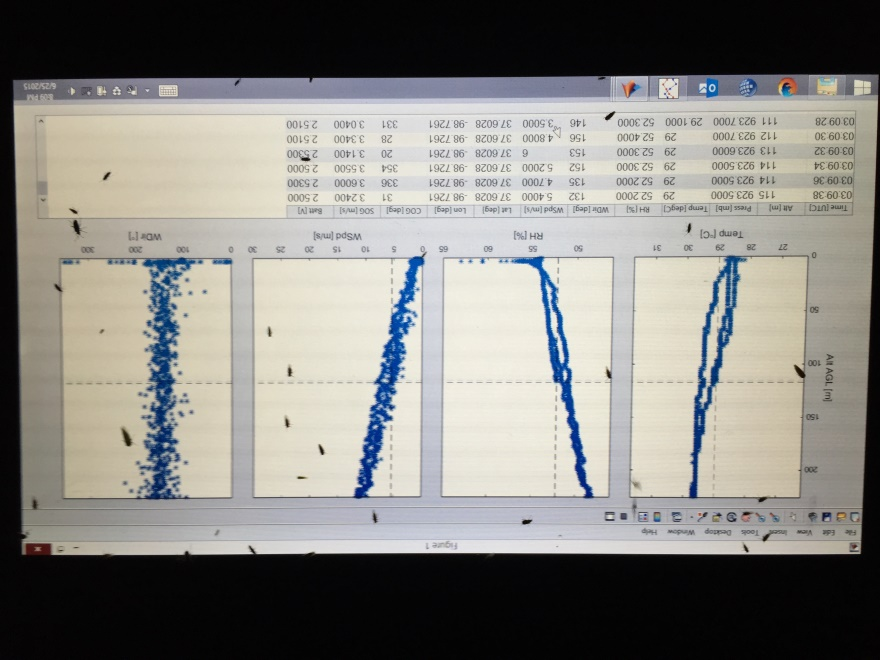 Figure 1
File Edit View Insert Tools Desktop Window Help
200
150
100
50
0
Alt AGL [m]
27 28 29 30 31
Temp [°C]
50 55 60 65
RH [%]
0 5 10 15 20 25 30
WSpd [m/s]
0 100 200 300
WDir [°]
Time [UTC] Alt [m] Press [mb] Temp [degC] RH [%] WDir [deg] WSpd [m/s] Lat [deg] Lon [deg] COG [deg] SOG [m/s] Batt [V]
03:09:38 115 923.5000 29 52.2000 132 5.4000 37.6028 -98.7261 31 3.2400 2.5000
03:09:36 114 923.5000 29 52.2000 135 4.7000 37.6028 -98.7261 336 3.6000 2.5300
03:09:34 114 923.5000 29 52.3000 152 5.2000 37.6028 -98.7261 354 3.5500 2.5000
03:09:32 113 923.6000 29 52.3000 153 6 37.6028 -98.7261 20 3.1400 2.5300
03:09:30 112 923.7000 29 52.4000 156 4.8000 37.6028 -98.7261 28 3.3400 2.5100
03:09:28 111 923.7000 29.1000 52.3000 146 3.5000 37.6028 -98.7261 331 3.0400 2.5100
8:09 PM
6/25/2015